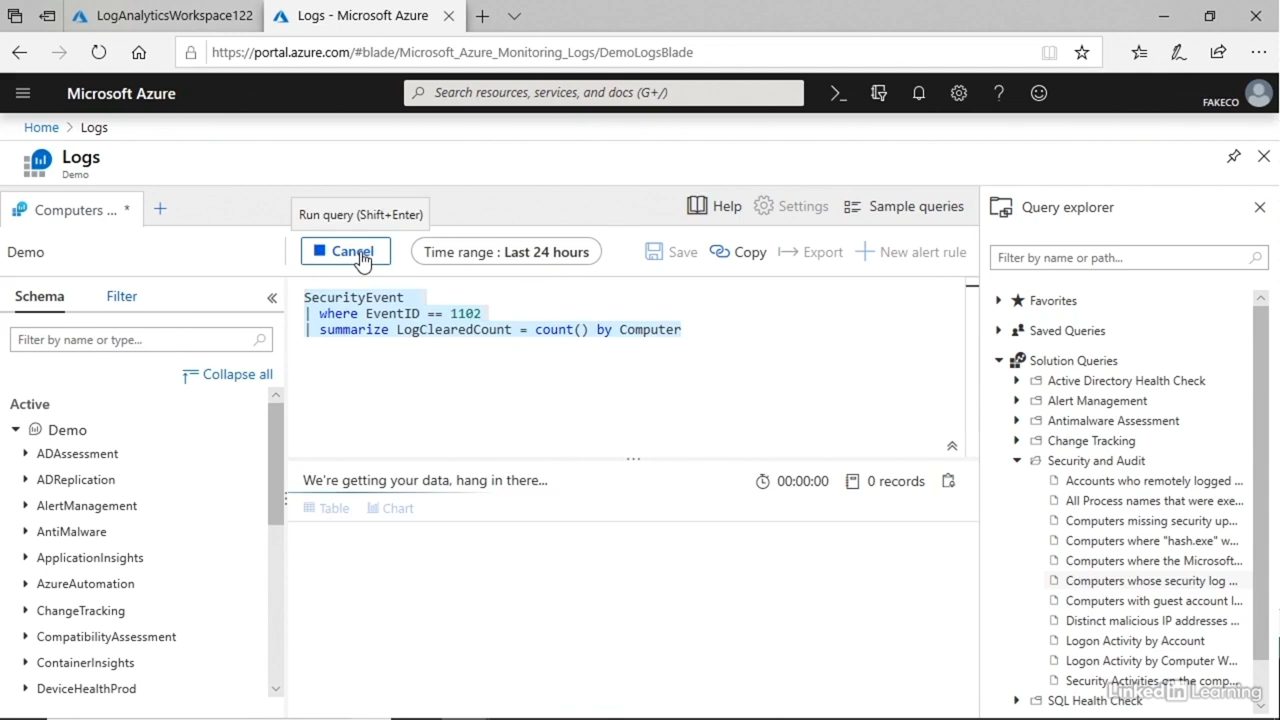 LogAnalyticsWorkspace122
Logs - Microsoft Azure
https://portal.azure.com/#blade/Microsoft_Azure_Monitoring_Logs/DemoLogsBlade
Microsoft Azure
Search resources, services, and docs (G+/)
FAKECO
Home > Logs
Logs
Demo
Computers ... *
Run query (Shift+Enter)
Help
Settings
Sample queries
Query explorer
Demo
Cancel
Time range : Last 24 hours
Save
Copy
Export
New alert rule
Filter by name or path...
Schema
Filter
Filter by name or type...
Collapse all
Active
Demo
ADAssessment
ADReplication
AlertManagement
AntiMalware
ApplicationInsights
AzureAutomation
ChangeTracking
CompatibilityAssessment
ContainerInsights
DeviceHealthProd
SecurityEvent
| where EventID == 1102
| summarize LogClearedCount = count() by Computer
We're getting your data, hang in there...
00:00:00
0 records
Table
Chart
Favorites
Saved Queries
Solution Queries
Active Directory Health Check
Alert Management
Antimalware Assessment
Change Tracking
Security and Audit
Accounts who remotely logged ...
All Process names that were exe...
Computers missing security up...
Computers where "hash.exe" w...
Computers where the Microsoft...
Computers whose security log ...
Computers with guest account l...
Distinct malicious IP addresses ...
Logon Activity by Account
Logon Activity by Computer W...
Security Activities on the comp...
SQL Health Check
LinkedIn Learning